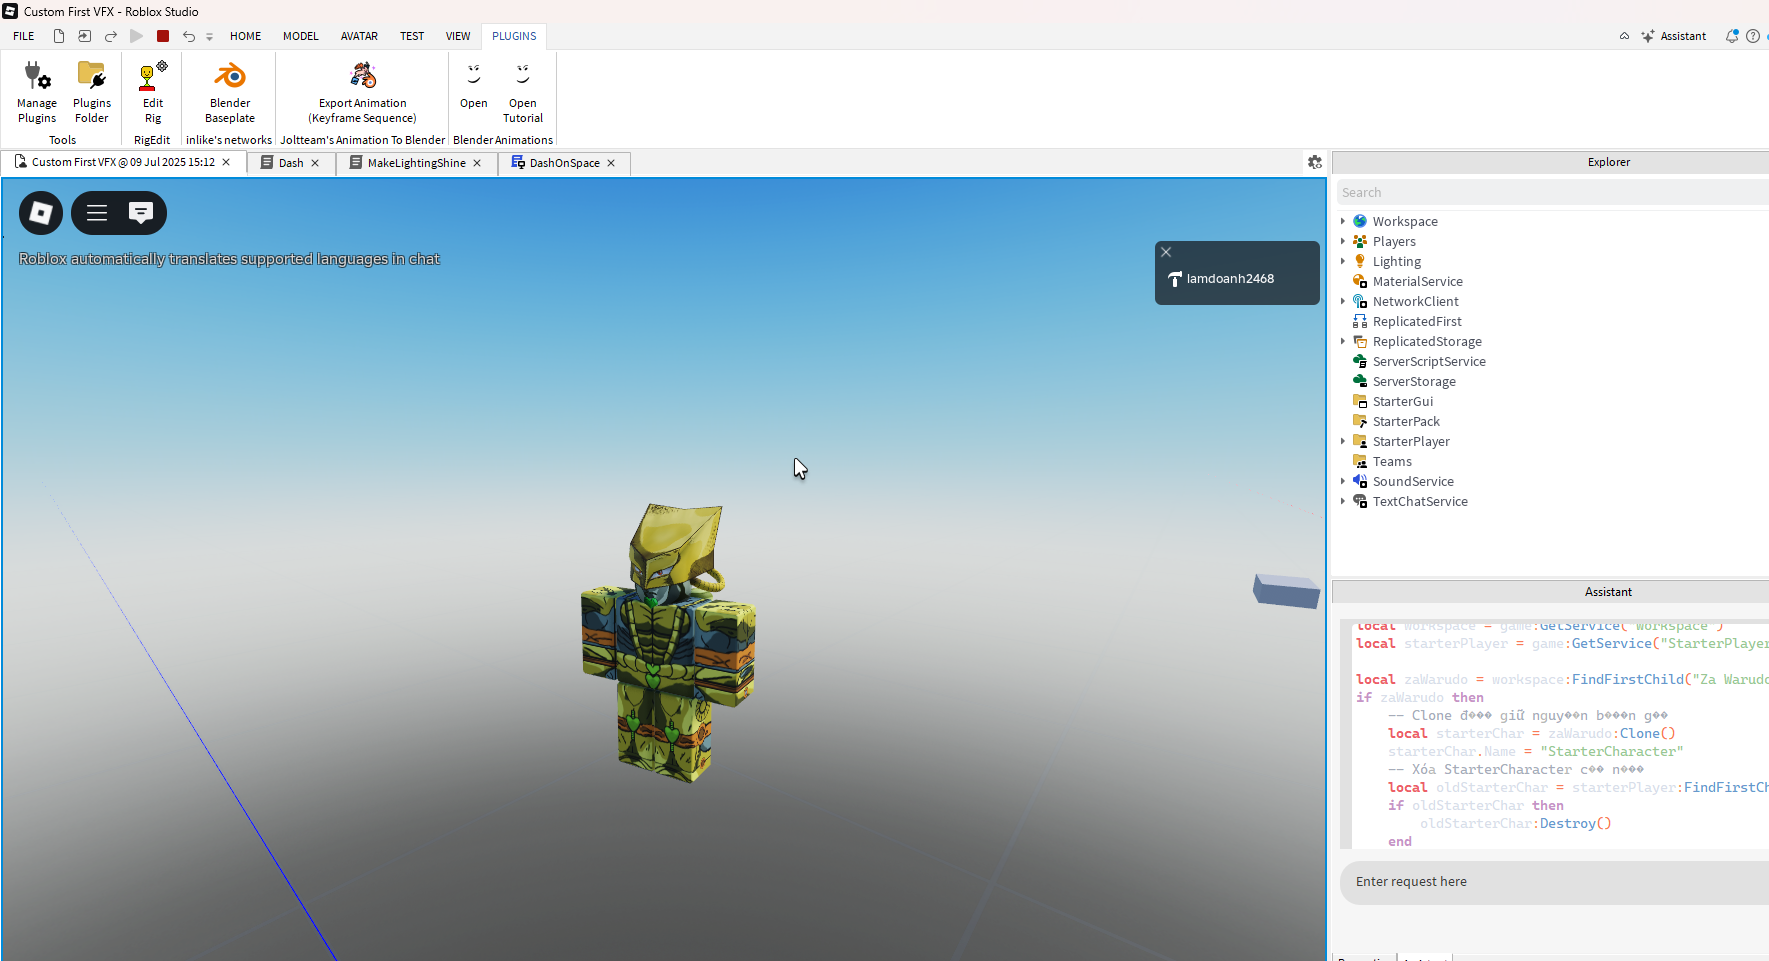 Custom First VFX - Roblox Studio
FILE HOME MODEL AVATAR TEST VIEW PLUGINS Assistant
Manage Plugins
Plugins Folder
Tools
Edit Rig
RigEdit
Blender Baseplate
inlike's networks
Export Animation (Keyframe Sequence)
Joltteam's Animation To Blender
Open
Open Tutorial
Blender Animations
Custom First VFX @ 09 Jul 2025 15:12
Dash
MakeLightingShine
DashOnSpace
Roblox automatically translates supported languages in chat
lamdoanh2468
Explorer
Search
Workspace
Players
Lighting
MaterialService
NetworkClient
ReplicatedFirst
ReplicatedStorage
ServerScriptService
ServerStorage
StarterGui
StarterPack
StarterPlayer
Teams
SoundService
TextChatService
Assistant
local workspace = game:GetService("Workspace")
local starterPlayer = game:GetService("StarterPlayer
local zaWarudo = workspace:FindFirstChild("Za Warudo
if zaWarudo then
-- Clone đ��� giữ nguy��n b���n g��
local starterChar = zaWarudo:Clone()
starterChar.Name = "StarterCharacter"
-- Xóa StarterCharacter c�� n���
local oldStarterChar = starterPlayer:FindFirstCh
if oldStarterChar then
oldStarterChar:Destroy()
end
Enter request here